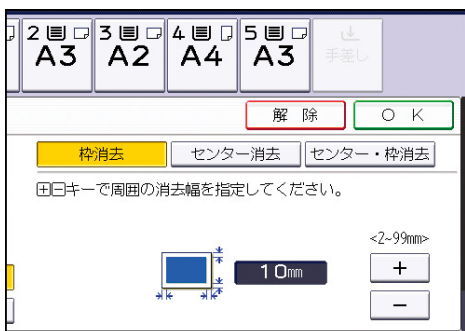 2 3 4 5
A3 A2 A4 A3 手差し
解 除 O K
枠消去 センター消去 センター・枠消去
⊞⊟キーで周囲の消去幅を指定してください。
<2~99mm>
10mm +
−